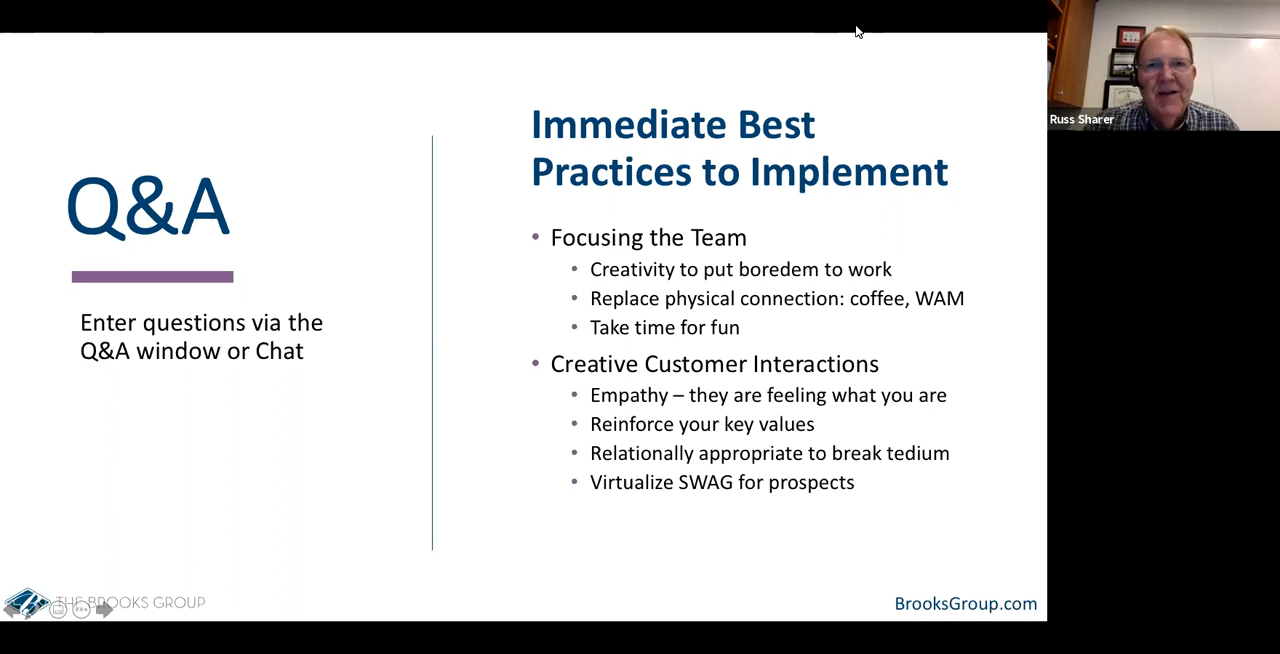 Q&A
Enter questions via the
Q&A window or Chat
Immediate Best
Practices to Implement
• Focusing the Team
• Creativity to put boredem to work
• Replace physical connection: coffee, WAM
• Take time for fun
• Creative Customer Interactions
• Empathy – they are feeling what you are
• Reinforce your key values
• Relationally appropriate to break tedium
• Virtualize SWAG for prospects
THE BROOKS GROUP
BrooksGroup.com
Russ Sharer